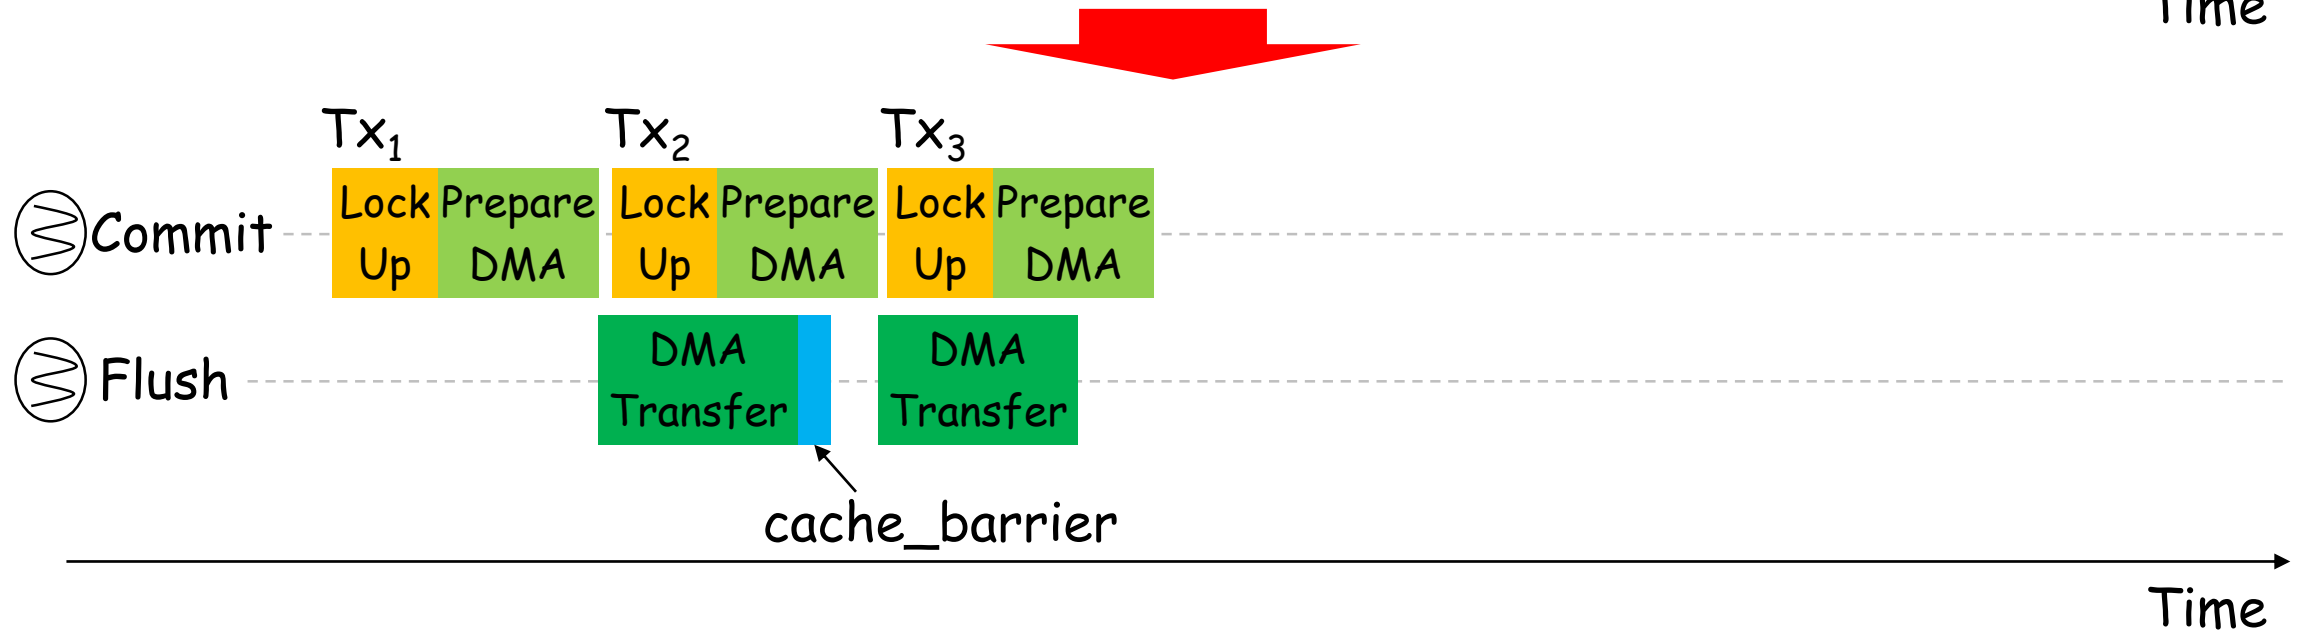 Time
Tx1 Tx2 Tx3
Commit Lock Prepare Lock Prepare Lock Prepare
Up DMA Up DMA Up DMA
Flush DMA DMA
Transfer Transfer
cache_barrier
Time